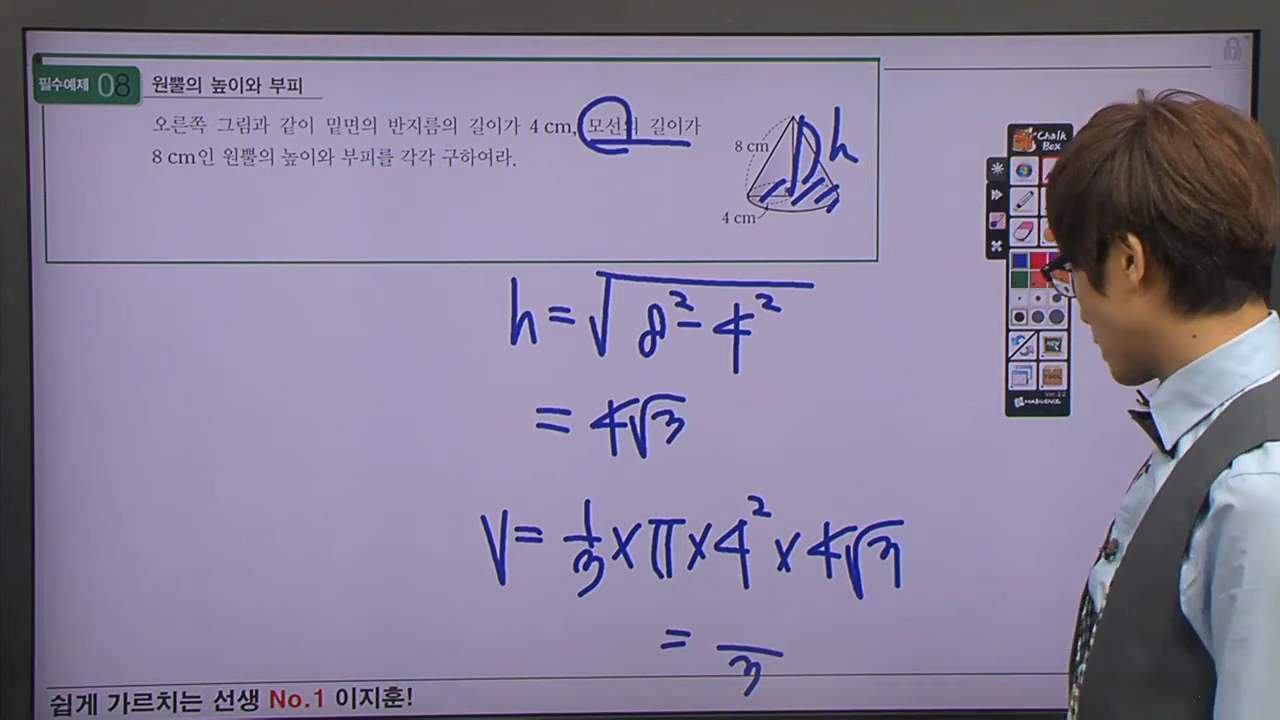 필수예제 08 원뿔의 높이와 부피
오른쪽 그림과 같이 밑면의 반지름의 길이가 4 cm, 모선의 길이가
8 cm인 원뿔의 높이와 부피를 각각 구하여라.
8 cm
h
4 cm
Chalk Box
h = √(8² - 4²)
= 4√3
V = 1/3 × π × 4² × 4√3
= /3
쉽게 가르치는 선생 No.1 이지훈!